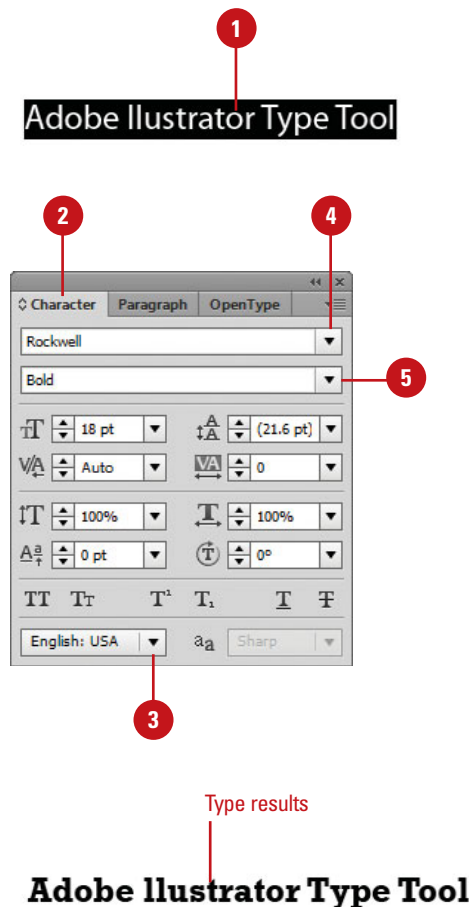 1
Adobe llustrator Type Tool
2 4
Character Paragraph OpenType
Rockwell
Bold
5
18 pt (21.6 pt)
Auto 0
100% 100%
0 pt 0°
TT Tt T¹ T₁ T T
English: USA aa Sharp
3
Type results
Adobe llustrator Type Tool